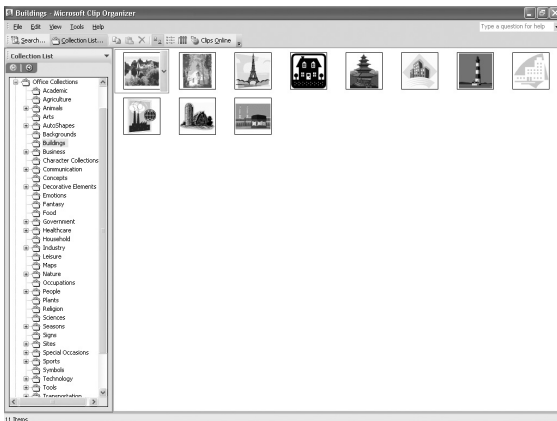 Buildings - Microsoft Clip Organizer
File Edit View Tools Help
Type a question for help
Search... Collection List... Clips Online
Collection List
Office Collections
Academic
Agriculture
Animals
Arts
AutoShapes
Backgrounds
Buildings
Business
Character Collections
Communication
Concepts
Decorative Elements
Emotions
Fantasy
Food
Government
Healthcare
Household
Industry
Leisure
Maps
Nature
Occupations
People
Plants
Religion
Sciences
Seasons
Signs
Sites
Special Occasions
Sports
Symbols
Technology
Tools
Transportation
11 Items